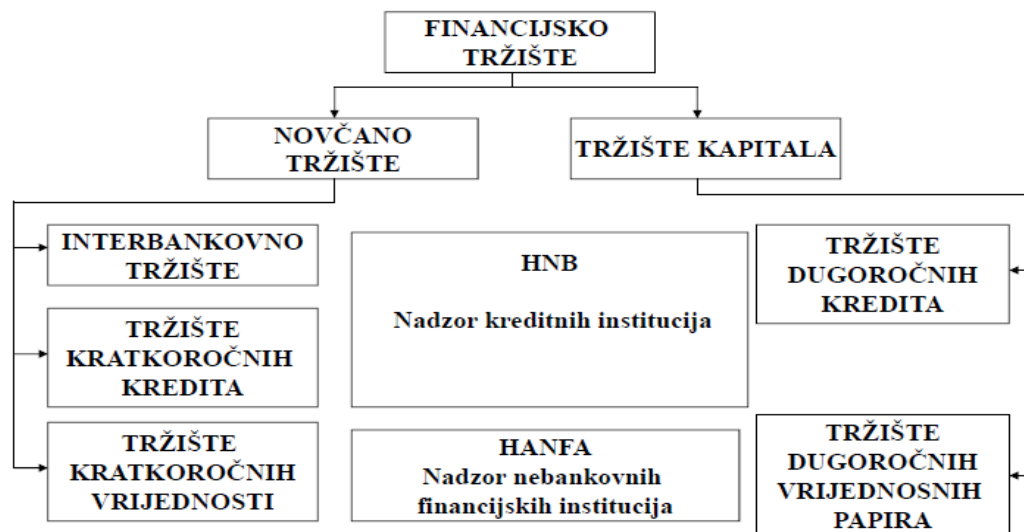 FINANCIJSKO
TRŽIŠTE
NOVČANO
TRŽIŠTE
TRŽIŠTE KAPITALA
INTERBANKOVNO
TRŽIŠTE
TRŽIŠTE
KRATKOROČNIH
KREDITA
TRŽIŠTE
KRATKOROČNIH
VRIJEDNOSTI
HNB
Nadzor kreditnih institucija
HANFA
Nadzor nebankovnih
financijskih institucija
TRŽIŠTE
DUGOROČNIH
KREDITA
TRŽIŠTE
DUGOROČNIH
VRIJEDNOSNIH
PAPIRA